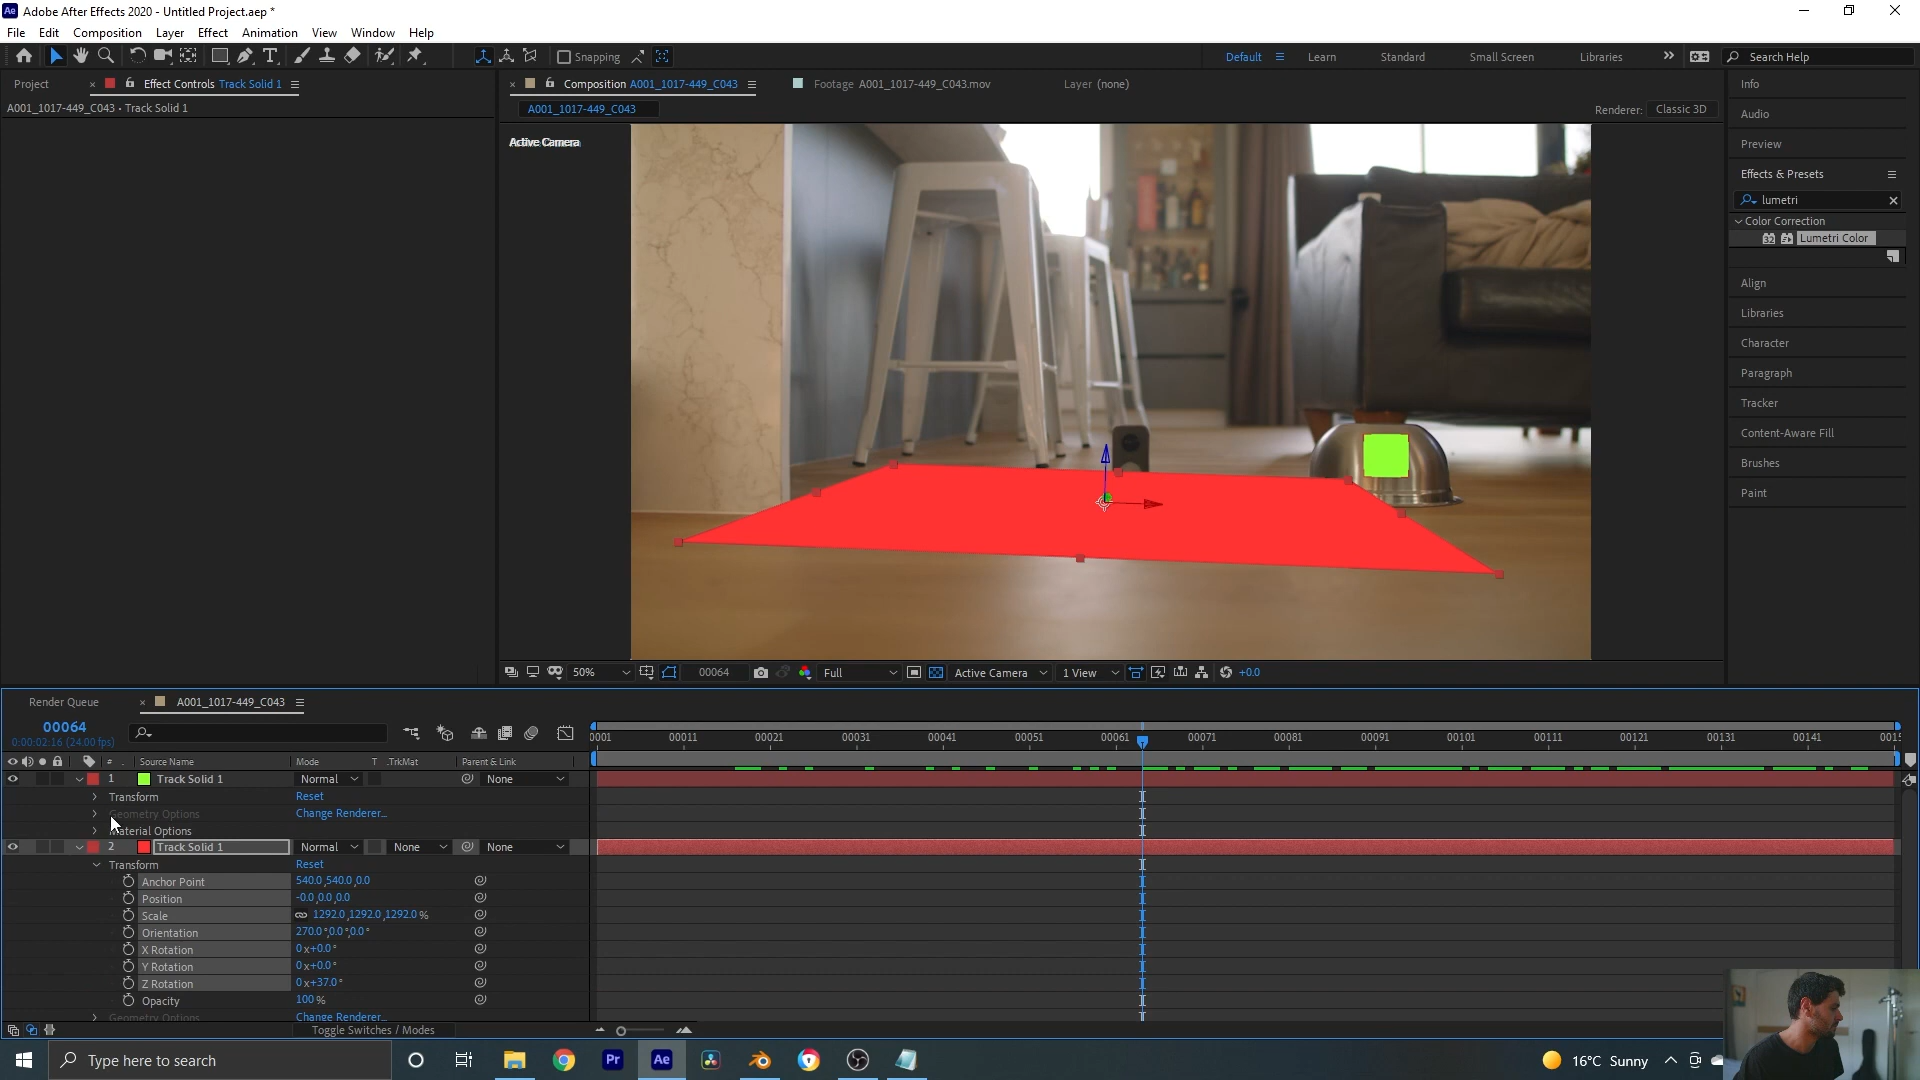 Adobe After Effects 2020 - Untitled Project.aep *
File Edit Composition Layer Effect Animation View Window Help
Snapping
Default Learn Standard Small Screen Libraries Search Help
Project Effect Controls Track Solid 1
A001_1017-449_C043 • Track Solid 1
Composition A001_1017-449_C043 Footage A001_1017-449_C043.mov Layer (none)
A001_1017-449_C043
Renderer: Classic 3D
Active Camera
Info
Audio
Preview
Effects & Presets
lumetri
Color Correction
32 Lumetri Color
Align
Libraries
Character
Paragraph
Tracker
Content-Aware Fill
Brushes
Paint
50% 00064 Full Active Camera 1 View +0.0
Render Queue A001_1017-449_C043
00064
0:00:02:16 (24.00 fps)
0001 00011 00021 00031 00041 00051 00061 00071 00081 00091 00101 00111 00121 00131 00141 0015
# Source Name Mode T .TrkMat Parent & Link
1 Track Solid 1 Normal None
Transform Reset
Geometry Options Change Renderer...
Material Options
2 Track Solid 1 Normal None None
Transform Reset
Anchor Point 540.0,540.0,0.0
Position -0.0,0.0,0.0
Scale 1292.0,1292.0,1292.0%
Orientation 270.0°,0.0°,0.0°
X Rotation 0x+0.0°
Y Rotation 0x+0.0°
Z Rotation 0x+37.0°
Opacity 100%
Geometry Options Change Renderer...
Toggle Switches / Modes
Type here to search
Pr Ae
16°C Sunny